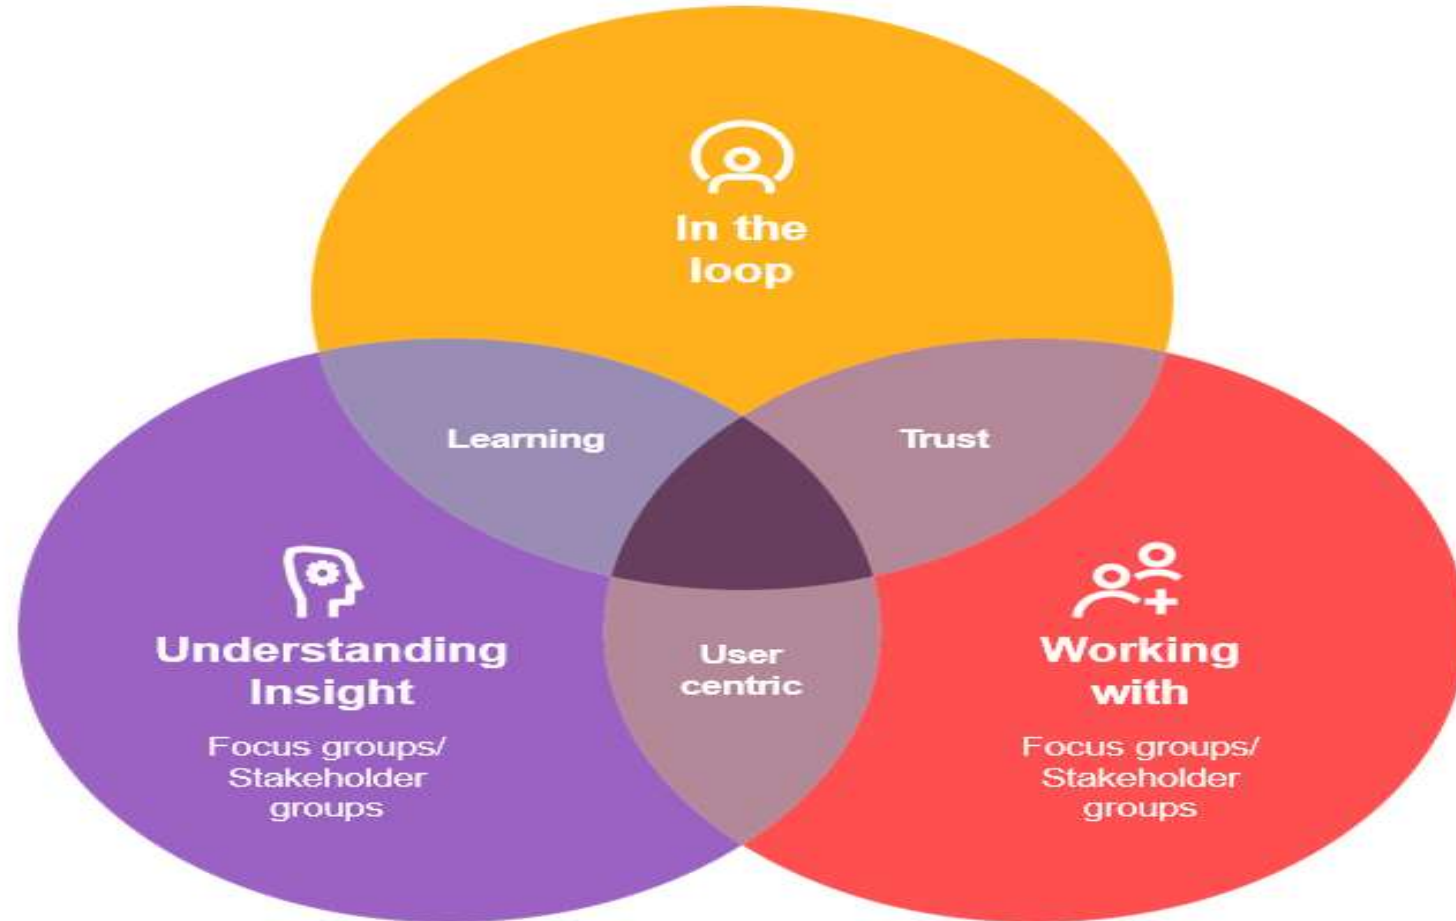 In the
loop
Learning
Trust
Understanding
Insight
Focus groups/
Stakeholder
groups
User
centric
Working
with
Focus groups/
Stakeholder
groups